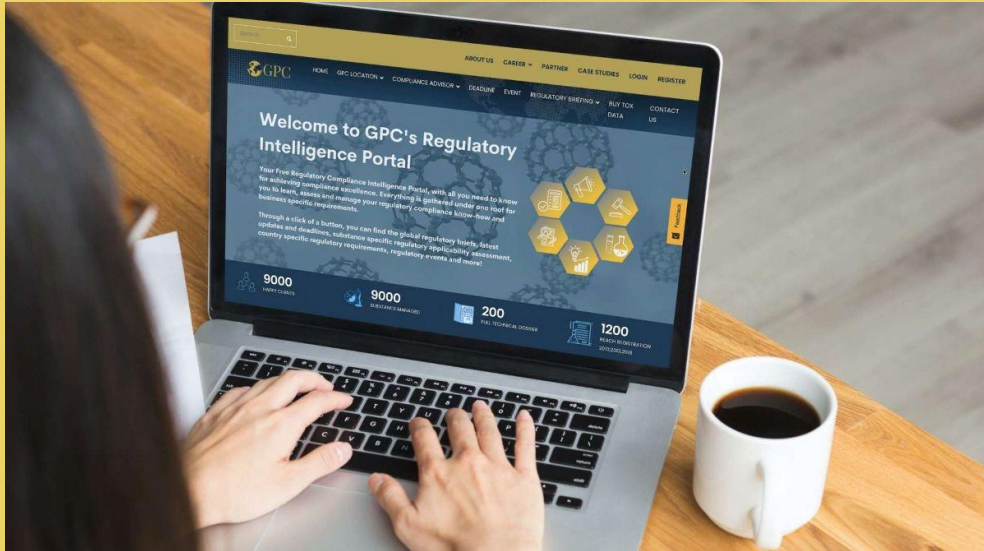 Search
ABOUT US CAREER PARTNER CASE STUDIES LOGIN REGISTER
GPC
HOME GPC LOCATION COMPLIANCE ADVISOR DEADLINE EVENT REGULATORY BRIEFING BUY TOX DATA CONTACT US
Welcome to GPC's Regulatory
Intelligence Portal
Your Free Regulatory Compliance Intelligence Portal, with all you need to know
for achieving compliance excellence. Everything is gathered under one roof for
you to learn, assess and manage your regulatory compliance know-how and
business specific requirements.
Through a click of a button, you can find the global regulatory briefs, latest
updates and deadlines, substance specific regulatory applicability assessment,
country specific regulatory requirements, regulatory events and more!
Feedback
9000
HAPPY CLIENTS
9000
SUBSTANCE MANAGED
200
FULL TECHNICAL DOSSIER
1200
REACH REGISTRATION
2017,2013,2018